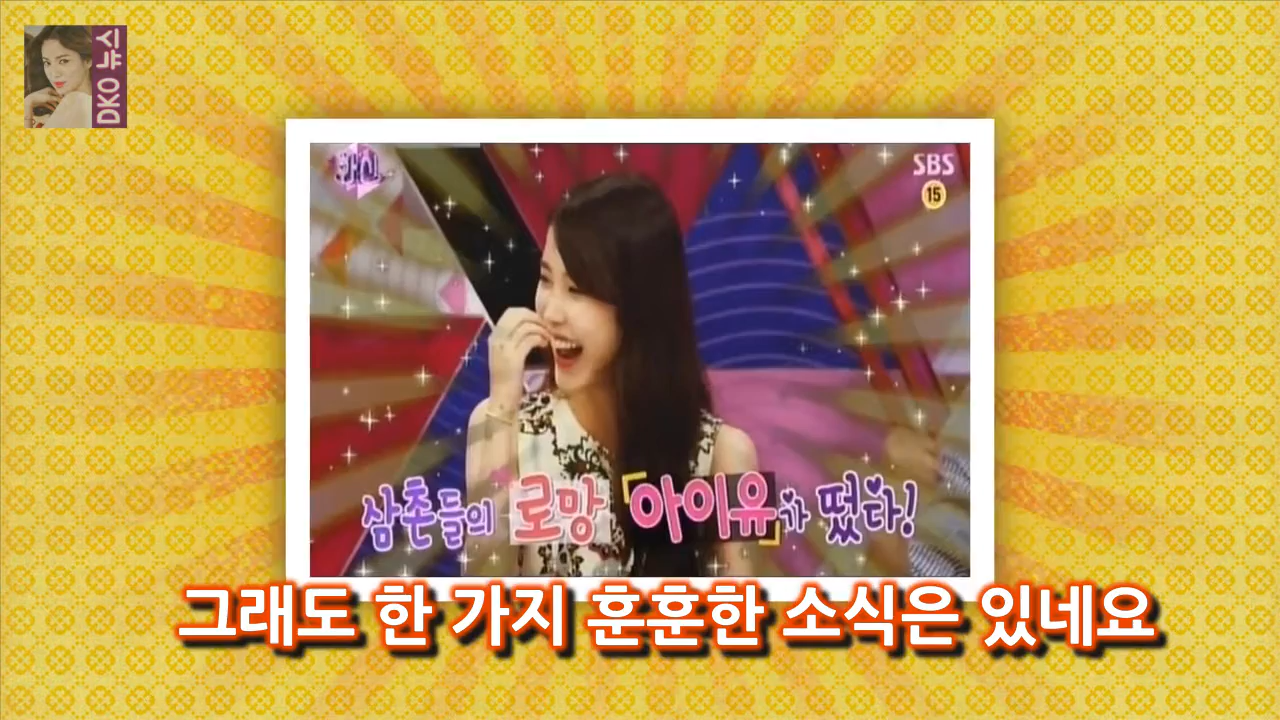 DKO 뉴스
SBS
15
삼촌들의 로망 「아이유」가 떴다!
그래도 한 가지 훈훈한 소식은 있네요